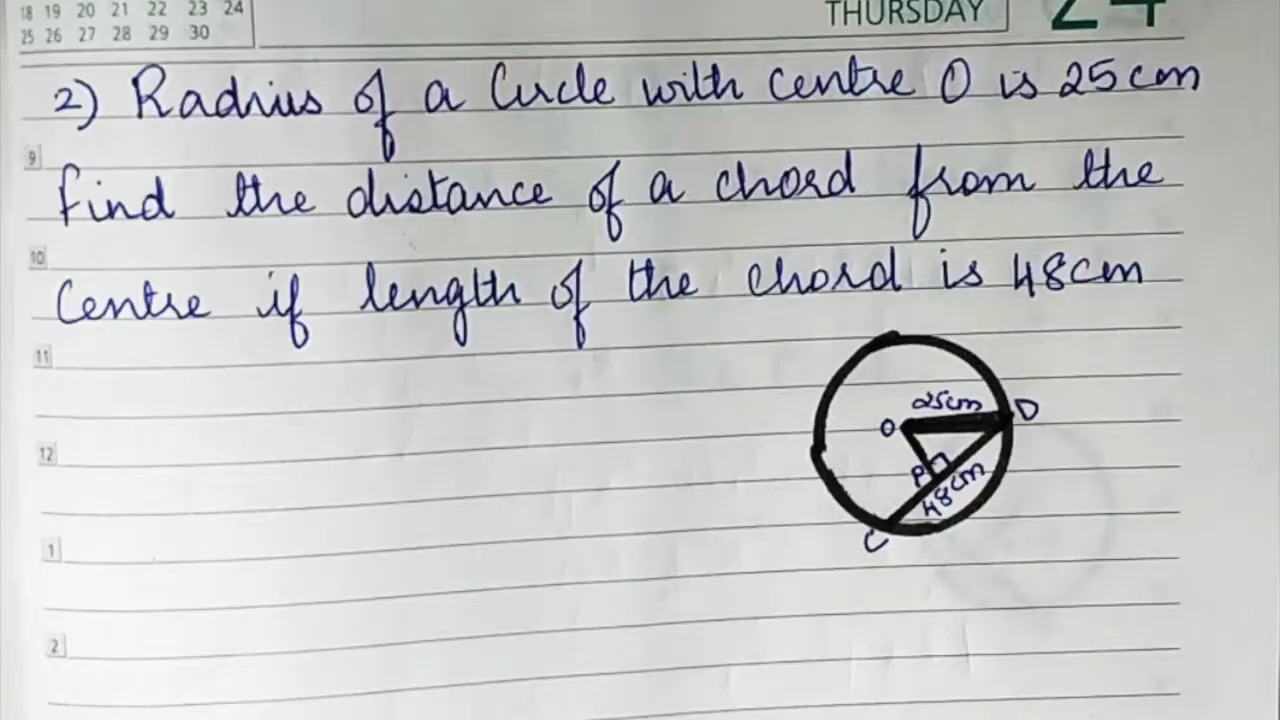 18 19 20 21 22 23 24
25 26 27 28 29 30
THURSDAY 24
2) Radius of a Circle with centre O is 25cm
9
find the distance of a chord from the
10
centre if length of the chord is 48cm
11
25cm
O D
12
P
48cm
C
1
2